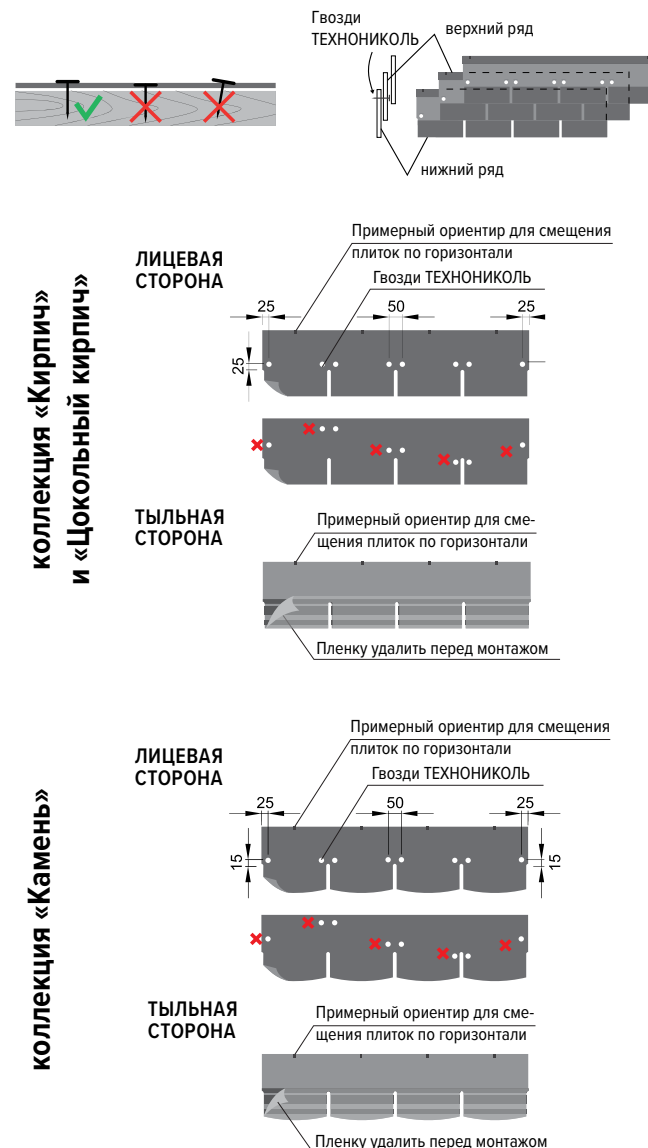 Гвозди
ТЕХНОНИКОЛЬ
верхний ряд
нижний ряд
коллекция «Кирпич»
и «Цокольный кирпич»
ЛИЦЕВАЯ
СТОРОНА
Примерный ориентир для смещения
плиток по горизонтали
Гвозди ТЕХНОНИКОЛЬ
25
50
25
25
ТЫЛЬНАЯ
СТОРОНА
Примерный ориентир для сме-
щения плиток по горизонтали
Пленку удалить перед монтажом
коллекция «Камень»
ЛИЦЕВАЯ
СТОРОНА
Примерный ориентир для смещения
плиток по горизонтали
Гвозди ТЕХНОНИКОЛЬ
25
50
25
15
15
ТЫЛЬНАЯ
СТОРОНА
Примерный ориентир для сме-
щения плиток по горизонтали
Пленку удалить перед монтажом